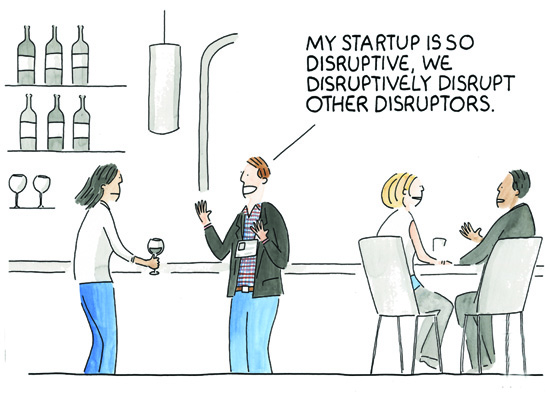 MY STARTUP IS SO
DISRUPTIVE, WE
DISRUPTIVELY DISRUPT
OTHER DISRUPTORS.